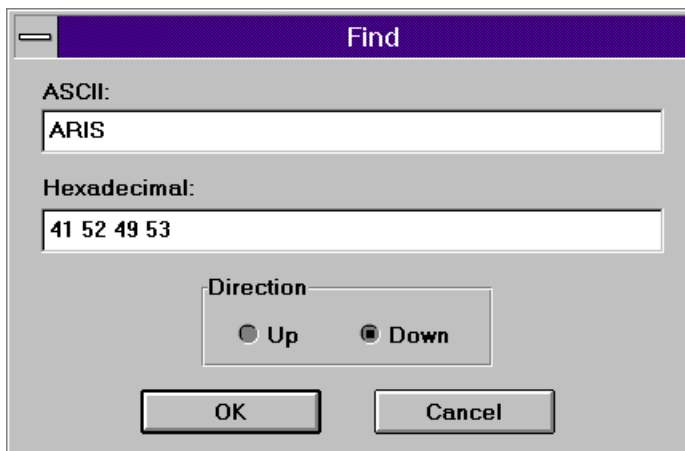 Find
ASCII:
ARIS
Hexadecimal:
41 52 49 53
Direction
Up Down
OK Cancel